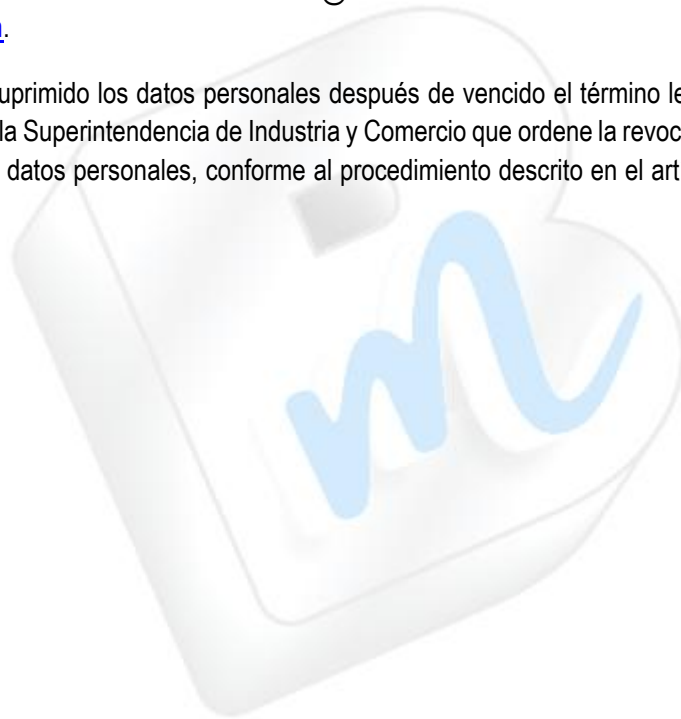 .
uprimido los datos personales después de vencido el término le
la Superintendencia de Industria y Comercio que ordene la revoc
datos personales, conforme al procedimiento descrito en el art
m